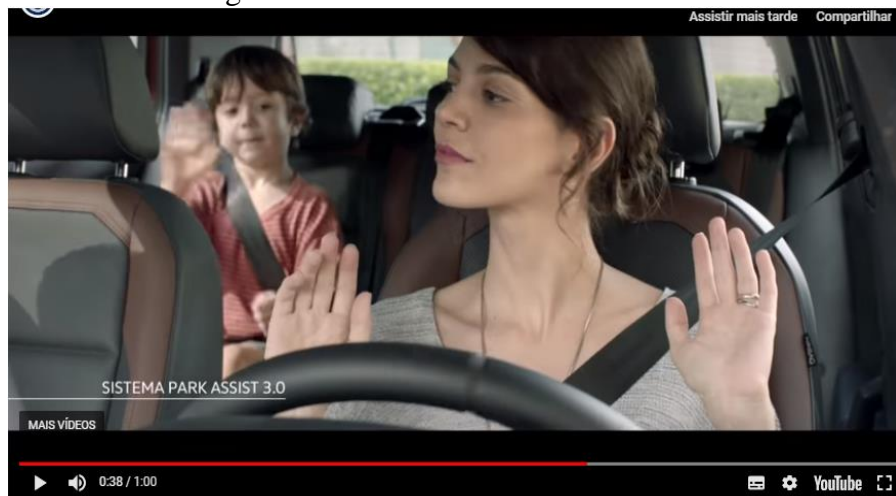 Assistir mais tarde Compartilhar
SISTEMA PARK ASSIST 3.0
MAIS VÍDEOS
0:38 / 1:00
YouTube